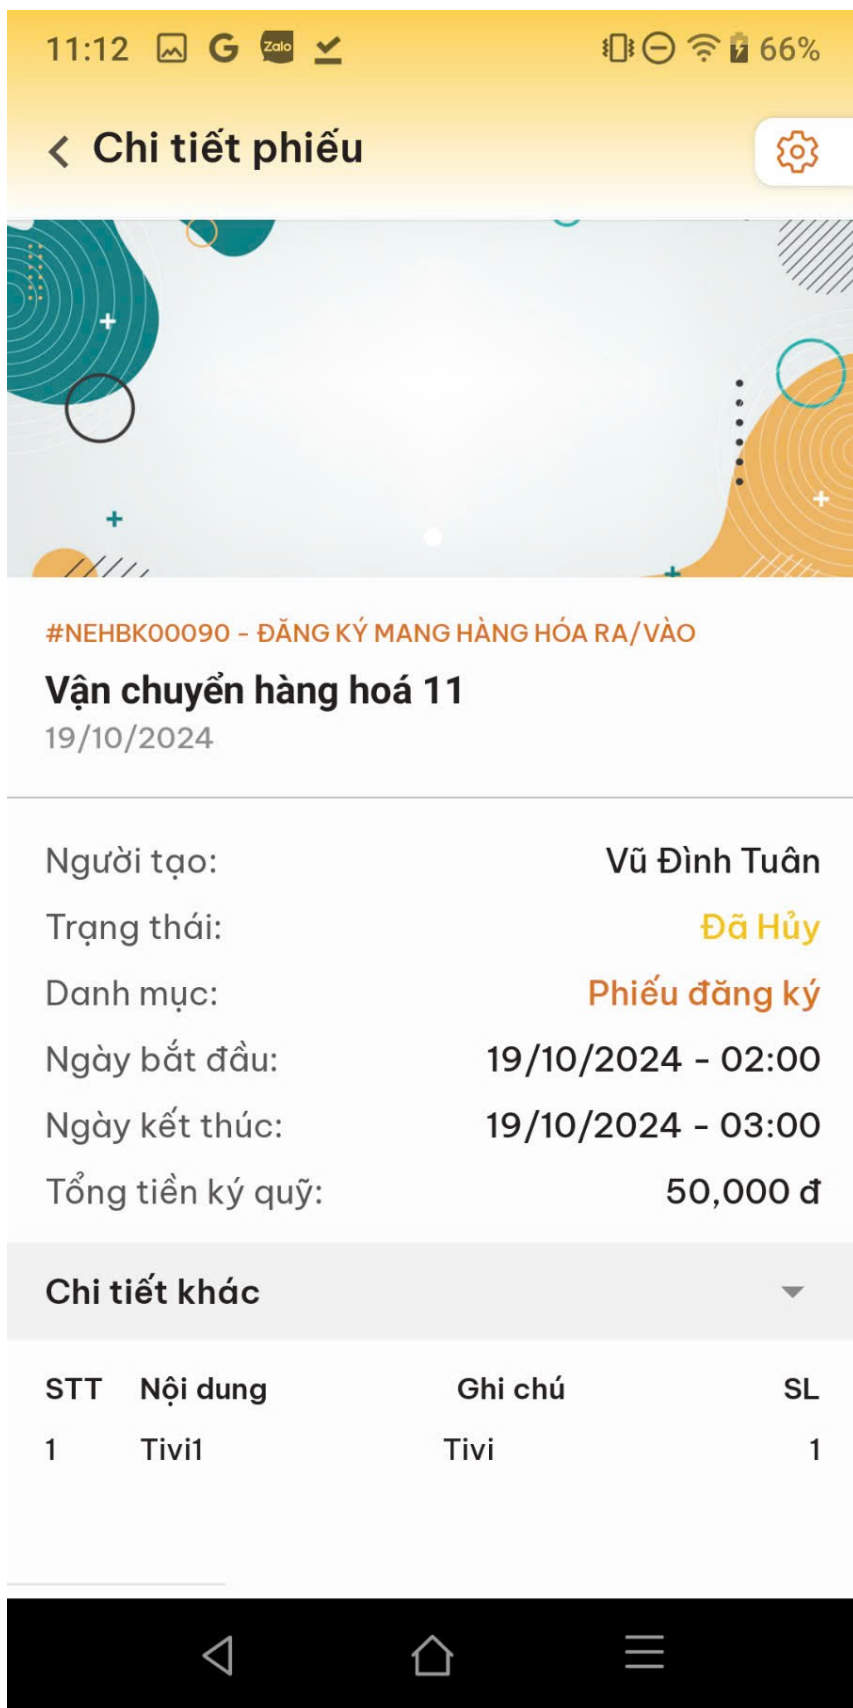 11:12 G Zalo 66%
Chi tiết phiếu
#NEHBK00090 - ĐĂNG KÝ MANG HÀNG HÓA RA/VÀO
Vận chuyển hàng hoá 11
19/10/2024
Người tạo: Vũ Đình Tuân
Trạng thái: Đã Hủy
Danh mục: Phiếu đăng ký
Ngày bắt đầu: 19/10/2024 - 02:00
Ngày kết thúc: 19/10/2024 - 03:00
Tổng tiền ký quỹ: 50,000 đ
Chi tiết khác
STT Nội dung Ghi chú SL
1 Tivi1 Tivi 1